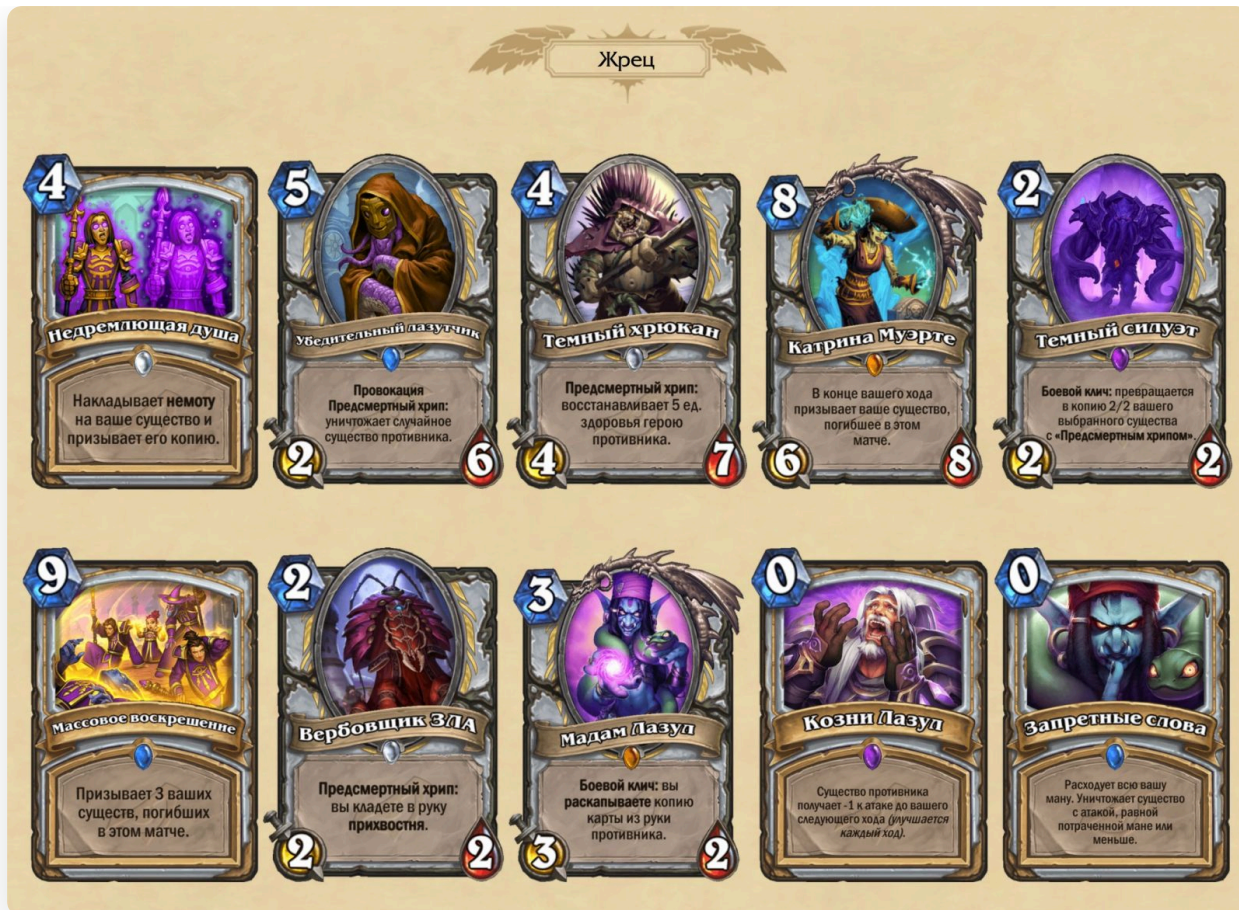 Жрец
4
Недремлющая душа
Накладывает немоту
на ваше существо и
призывает его копию.
5
Убедительный лазутчик
Провокация
Предсмертный хрип:
уничтожает случайное
существо противника.
2
6
4
Темный хрюкан
Предсмертный хрип:
восстанавливает 5 ед.
здоровья герою
противника.
4
7
8
Катрина Муэрте
В конце вашего хода
призывает ваше существо,
погибшее в этом
матче.
6
8
2
Темный силуэт
Боевой клич: превращается
в копию 2/2 вашего
выбранного существа
с «Предсмертным хрипом».
2
2
9
Массовое воскрешение
Призывает 3 ваших
существ, погибших
в этом матче.
2
Вербовщик ЗЛА
Предсмертный хрип:
вы кладете в руку
прихвостня.
2
2
3
Мадам Лазул
Боевой клич: вы
раскапываете копию
карты из руки
противника.
3
2
0
Козни Лазул
Существо противника
получает -1 к атаке до вашего
следующего хода (улучшается
каждый ход).
0
Запретные слова
Расходует всю вашу
ману. Уничтожает существо
с атакой, равной
потраченной мане или
меньше.